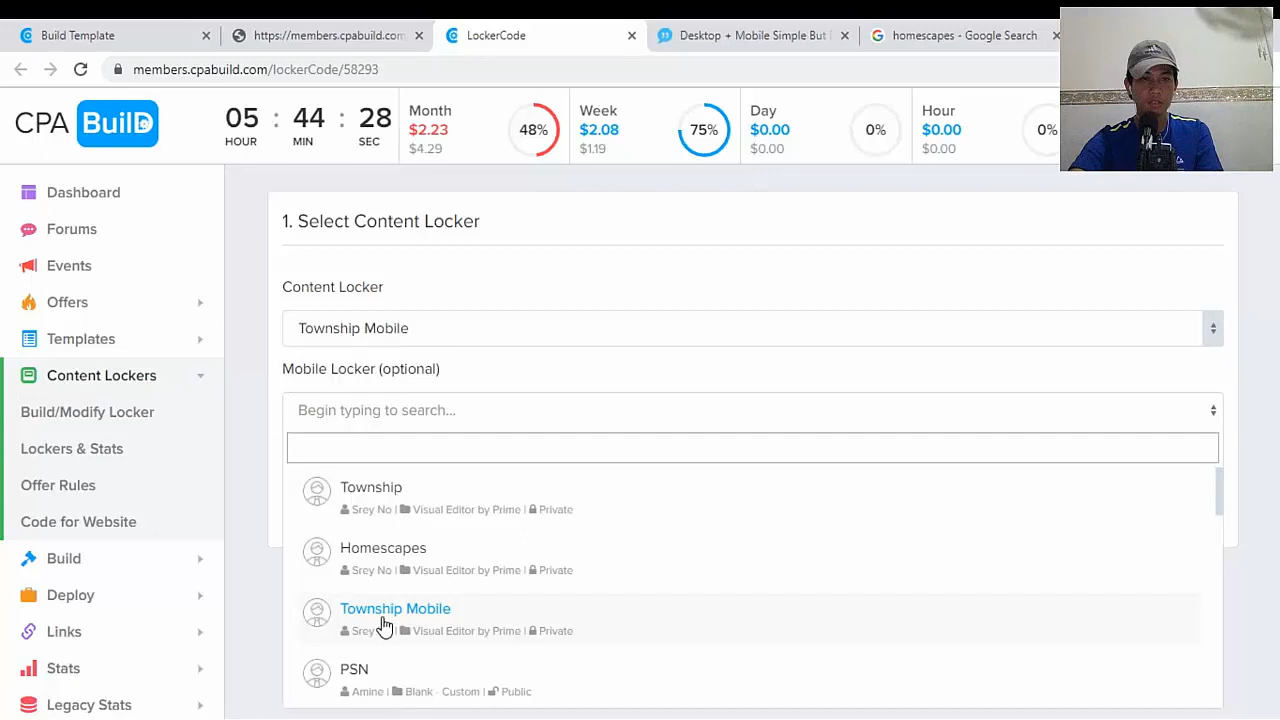 Build Template
https://members.cpabuild.com
LockerCode
Desktop + Mobile Simple But
homescapes - Google Search
members.cpabuild.com/lockerCode/58293
CPA BuilD
05 : 44 : 28
HOUR MIN SEC
Month
$2.23
$4.29
48%
Week
$2.08
$1.19
75%
Day
$0.00
$0.00
0%
Hour
$0.00
$0.00
0%
Dashboard
Forums
Events
Offers
Templates
Content Lockers
Build/Modify Locker
Lockers & Stats
Offer Rules
Code for Website
Build
Deploy
Links
Stats
Legacy Stats
1. Select Content Locker
Content Locker
Township Mobile
Mobile Locker (optional)
Begin typing to search...
Township
Srey No | Visual Editor by Prime | Private
Homescapes
Srey No | Visual Editor by Prime | Private
Township Mobile
Srey | Visual Editor by Prime | Private
PSN
Amine | Blank - Custom | Public